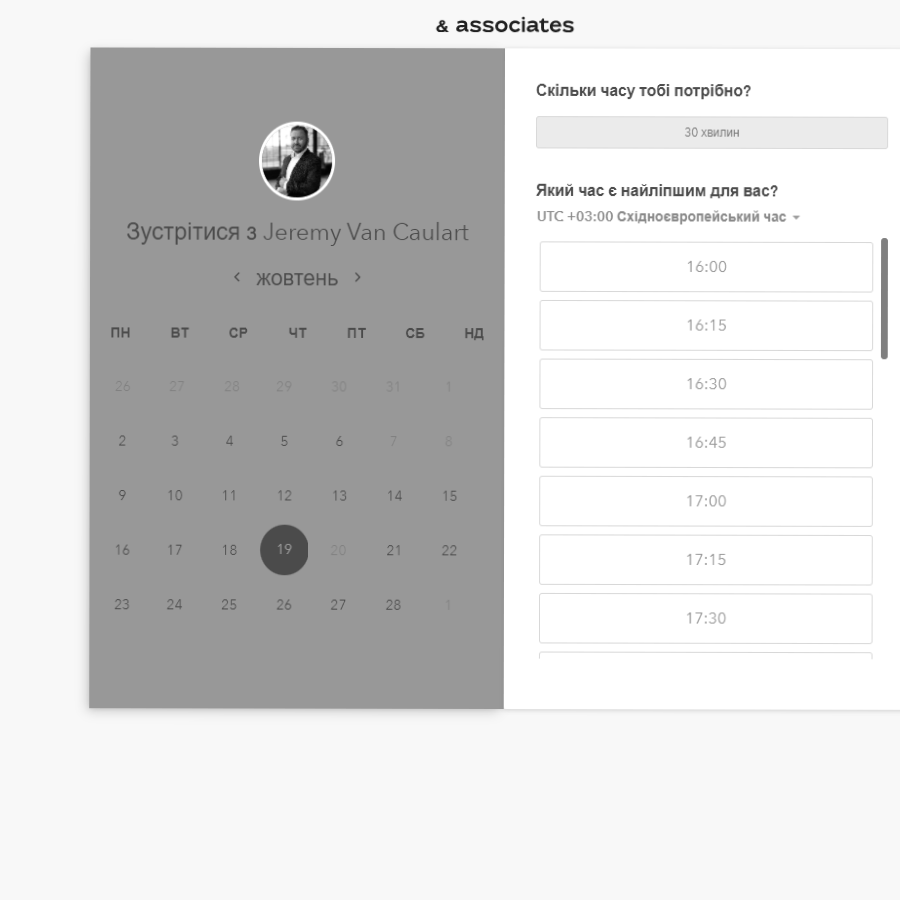 & associates
Зустрітися з Jeremy Van Caulart
жовтень
ПН ВТ СР ЧТ ПТ СБ НД
26 27 28 29 30 31 1
2 3 4 5 6 7 8
9 10 11 12 13 14 15
16 17 18 19 20 21 22
23 24 25 26 27 28 1
Скільки часу тобі потрібно?
30 хвилин
Який час є найліпшим для вас?
UTC +03:00 Східноєвропейський час
16:00
16:15
16:30
16:45
17:00
17:15
17:30